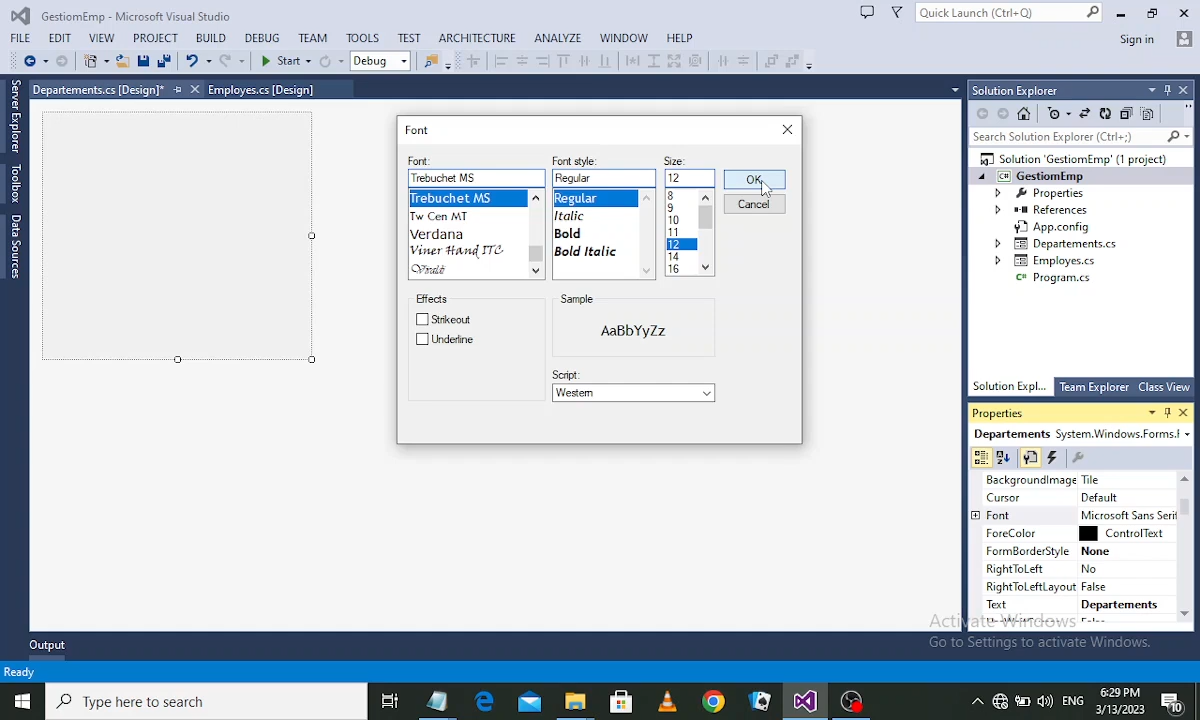 GestiomEmp - Microsoft Visual Studio
Quick Launch (Ctrl+Q)
FILE EDIT VIEW PROJECT BUILD DEBUG TEAM TOOLS TEST ARCHITECTURE ANALYZE WINDOW HELP
Sign in
Start
Debug
Departements.cs [Design]*
Employes.cs [Design]
Server Explorer
Toolbox
Data Sources
Font
Font:
Font style:
Size:
Trebuchet MS
Regular
12
OK
Cancel
Trebuchet MS
Tw Cen MT
Verdana
Viner Hand ITC
Vivaldi
Regular
Italic
Bold
Bold Italic
8
9
10
11
12
14
16
Effects
Strikeout
Underline
Sample
AaBbYyZz
Script:
Western
Solution Explorer
Search Solution Explorer (Ctrl+;)
Solution 'GestiomEmp' (1 project)
GestiomEmp
Properties
References
App.config
Departements.cs
Employes.cs
Program.cs
Solution Expl...
Team Explorer
Class View
Properties
Departements System.Windows.Forms.F
BackgroundImage Tile
Cursor Default
Font Microsoft Sans Serif
ForeColor ControlText
FormBorderStyle None
RightToLeft No
RightToLeftLayout False
Text Departements
Activate Windows
Go to Settings to activate Windows.
Output
Ready
Type here to search
ENG
6:29 PM
3/13/2023
10